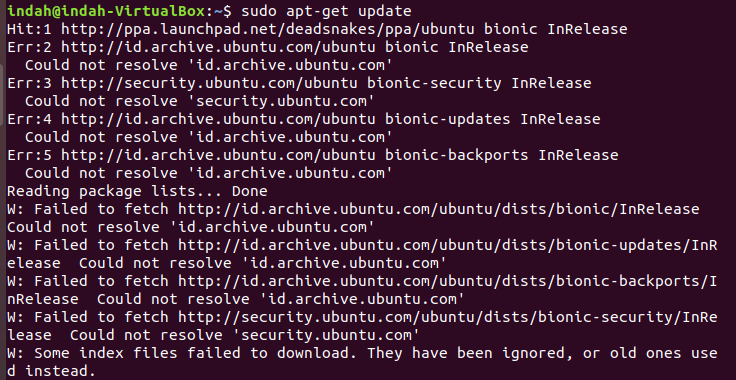 indah@indah-VirtualBox:~$ sudo apt-get update
Hit:1 http://ppa.launchpad.net/deadsnakes/ppa/ubuntu bionic InRelease
Err:2 http://id.archive.ubuntu.com/ubuntu bionic InRelease
  Could not resolve 'id.archive.ubuntu.com'
Err:3 http://security.ubuntu.com/ubuntu bionic-security InRelease
  Could not resolve 'security.ubuntu.com'
Err:4 http://id.archive.ubuntu.com/ubuntu bionic-updates InRelease
  Could not resolve 'id.archive.ubuntu.com'
Err:5 http://id.archive.ubuntu.com/ubuntu bionic-backports InRelease
  Could not resolve 'id.archive.ubuntu.com'
Reading package lists... Done
W: Failed to fetch http://id.archive.ubuntu.com/ubuntu/dists/bionic/InRelease
Could not resolve 'id.archive.ubuntu.com'
W: Failed to fetch http://id.archive.ubuntu.com/ubuntu/dists/bionic-updates/InR
elease  Could not resolve 'id.archive.ubuntu.com'
W: Failed to fetch http://id.archive.ubuntu.com/ubuntu/dists/bionic-backports/I
nRelease  Could not resolve 'id.archive.ubuntu.com'
W: Failed to fetch http://security.ubuntu.com/ubuntu/dists/bionic-security/InRe
lease  Could not resolve 'security.ubuntu.com'
W: Some index files failed to download. They have been ignored, or old ones use
d instead.